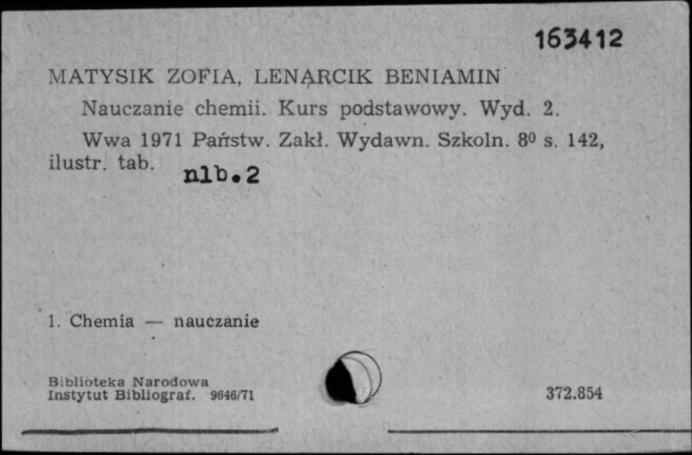 163412
MATYSIK ZOFIA, LENARCIK BENIAMIN
Nauczanie chemii. Kurs podstawowy. Wyd. 2.
Wwa 1971 Państw. Zakł. Wydawn. Szkoln. 8⁰ s. 142,
ilustr. tab. nlb.2
1. Chemia — nauczanie
Biblioteka Narodowa
Instytut Bibliograf. 9646/71
372.854